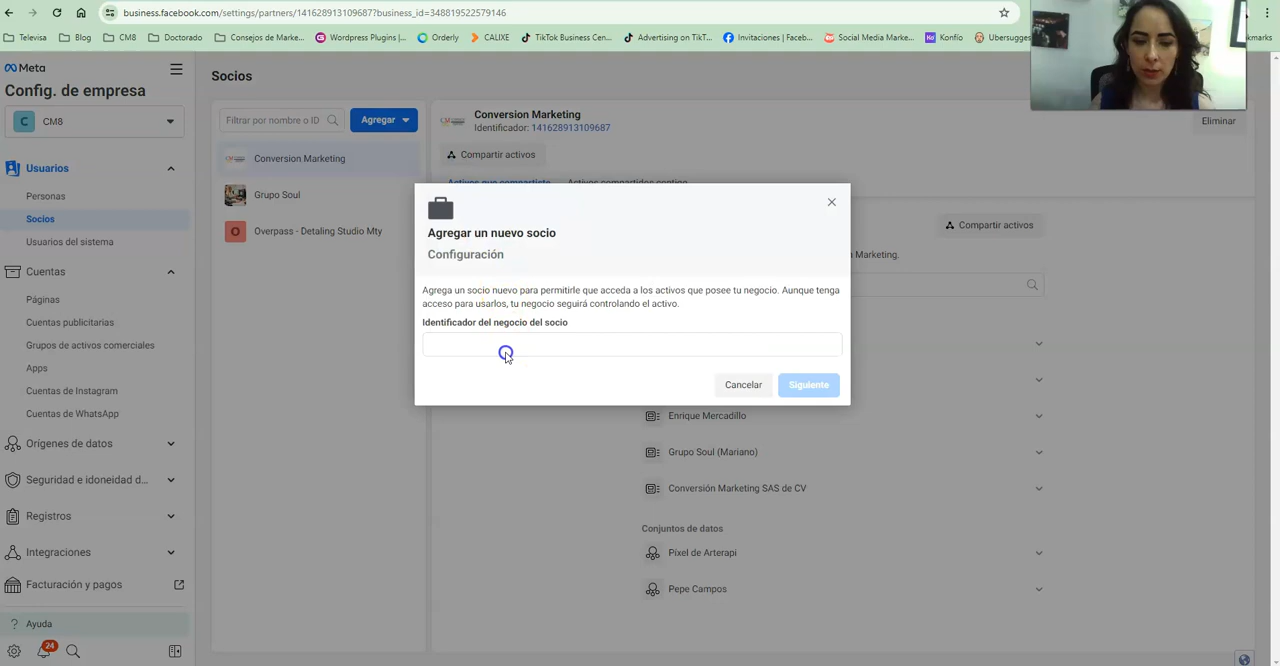 business.facebook.com/settings/partners/141628913109687?business_id=348819522579146
Televisa
Blog
CM8
Doctorado
Consejos de Marke...
Wordpress Plugins |...
Orderly
CALIXE
TikTok Business Cen...
Advertising on TikT...
Invitaciones | Faceb...
Social Media Marke...
Konfío
Ubersugges
kmarks
Meta
Config. de empresa
C CM8
Usuarios
Personas
Socios
Usuarios del sistema
Cuentas
Páginas
Cuentas publicitarias
Grupos de activos comerciales
Apps
Cuentas de Instagram
Cuentas de WhatsApp
Orígenes de datos
Seguridad e idoneidad d...
Registros
Integraciones
Facturación y pagos
? Ayuda
24
Socios
Filtrar por nombre o ID
Agregar
Conversion Marketing
Grupo Soul
O Overpass - Detaling Studio Mty
Conversion Marketing
Identificador: 141628913109687
Eliminar
Compartir activos
Activos que compartiste
Activos compartidos contigo
Compartir activos
n Marketing.
Agregar un nuevo socio
Configuración
Agrega un socio nuevo para permitirle que acceda a los activos que posee tu negocio. Aunque tenga
acceso para usarlos, tu negocio seguirá controlando el activo.
Identificador del negocio del socio
Cancelar
Siguiente
Enrique Mercadillo
Grupo Soul (Mariano)
Conversión Marketing SAS de CV
Conjuntos de datos
Píxel de Arterapi
Pepe Campos